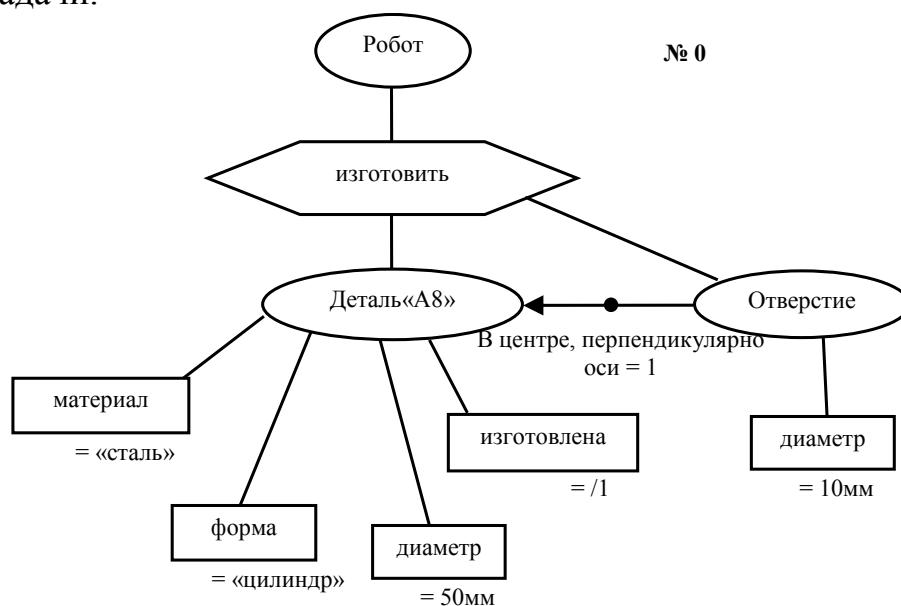 Робот
№ 0
изготовить
Деталь«А8»
Отверстие
В центре, перпендикулярно
оси = 1
материал
= «сталь»
изготовлена
= /1
диаметр
= 10мм
форма
= «цилиндр»
диаметр
= 50мм